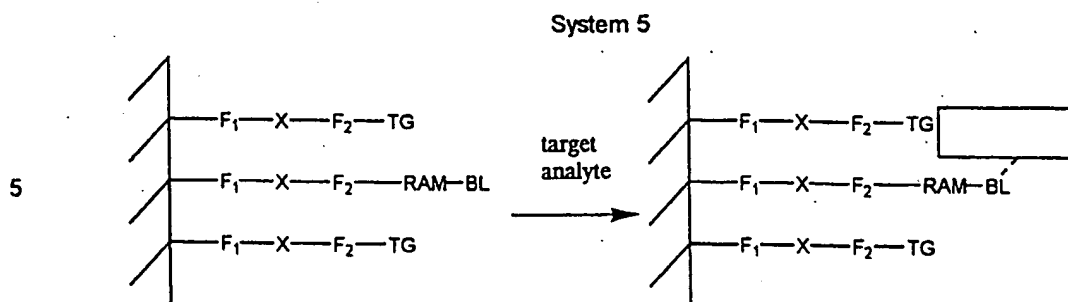 System 5
F₁—X—F₂—TG
F₁—X—F₂—TG
target
analyte
5
F₁—X—F₂—RAM—BL
F₁—X—F₂—RAM—BL
F₁—X—F₂—TG
F₁—X—F₂—TG